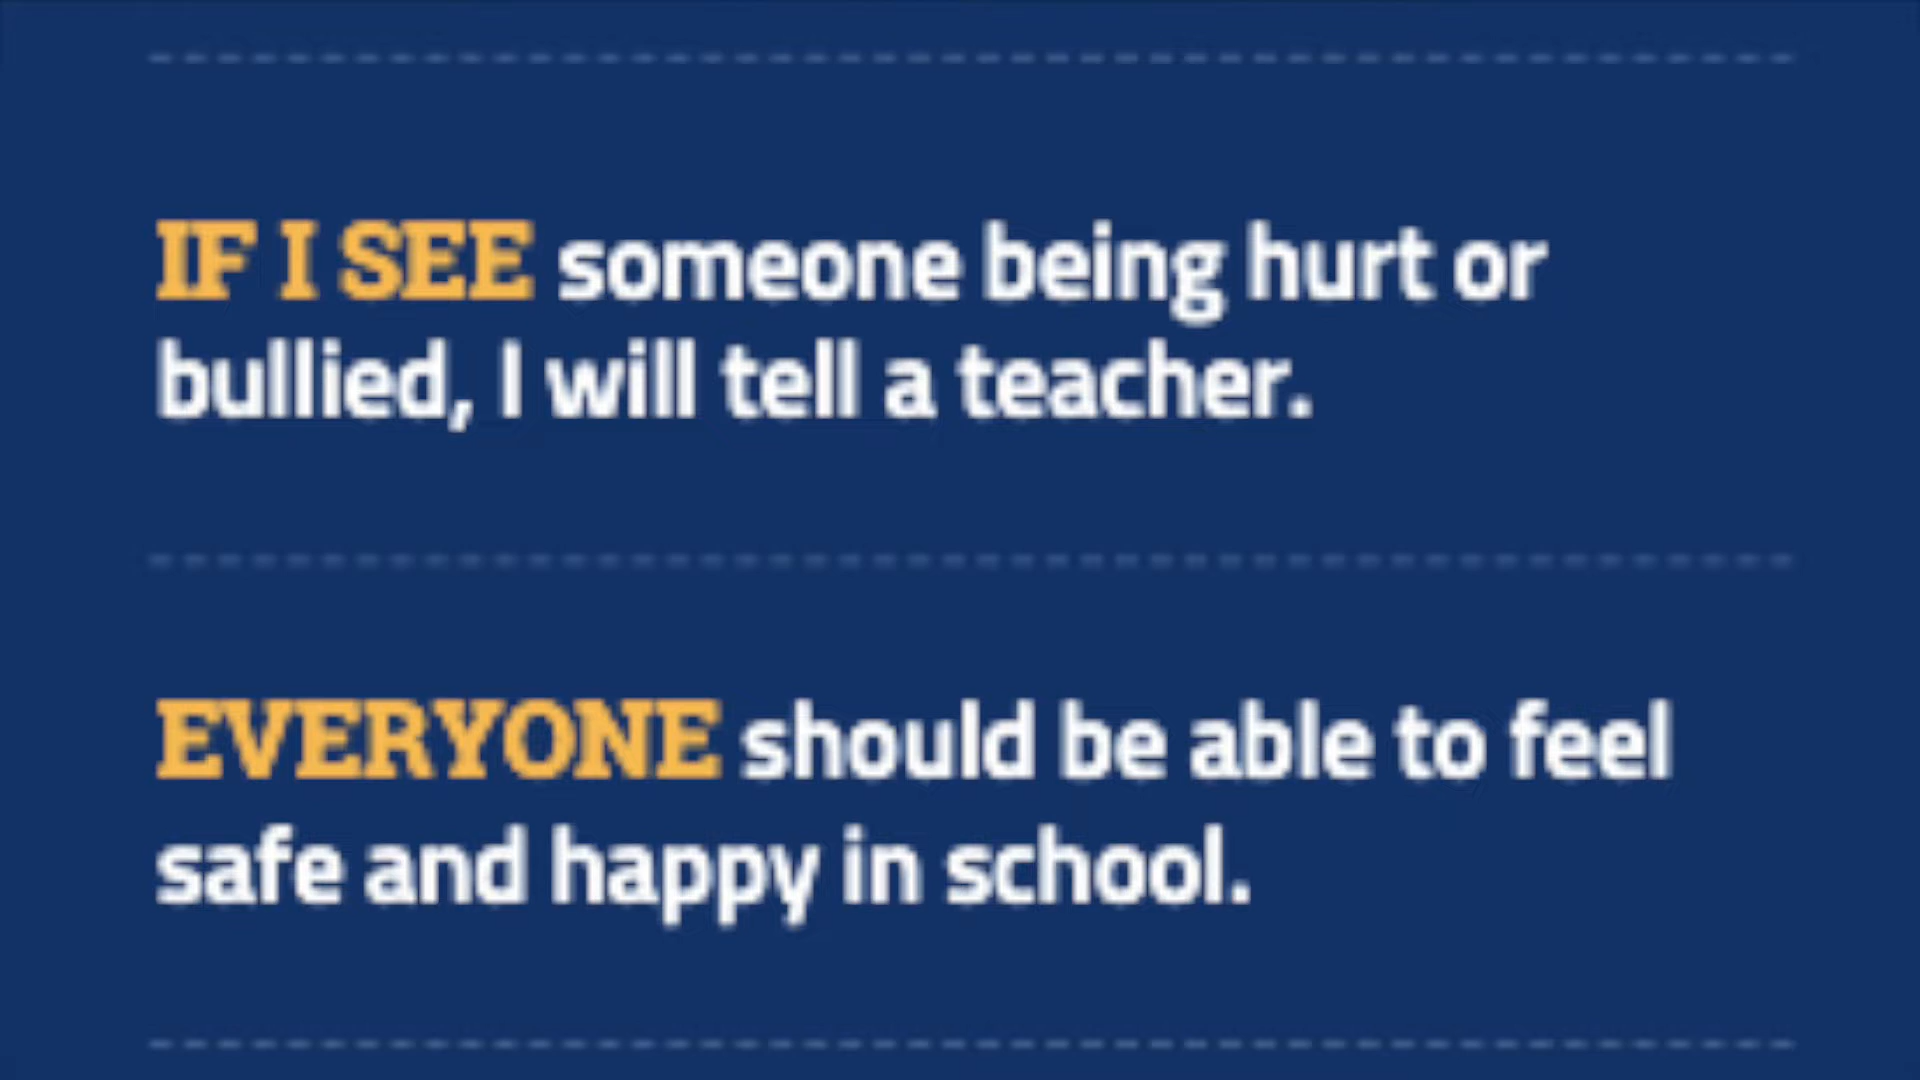 IF I SEE someone being hurt or
bullied, I will tell a teacher.
EVERYONE should be able to feel
safe and happy in school.